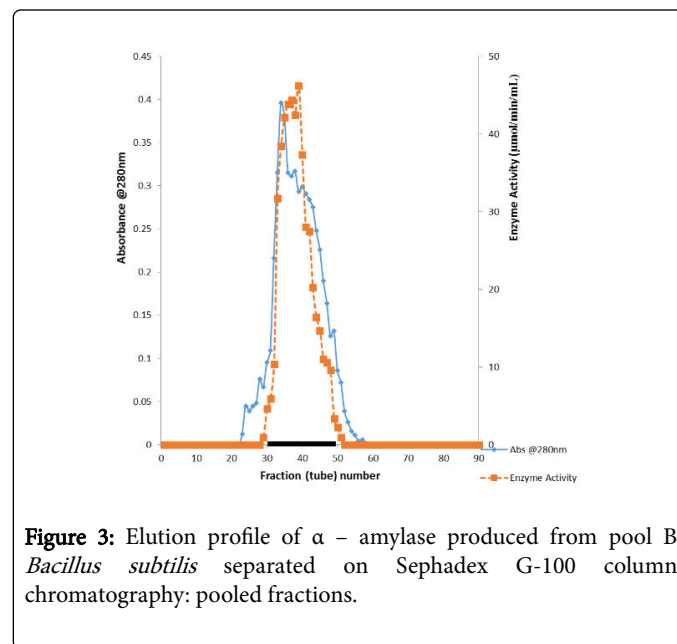 0.45
0.4
0.35
0.3
0.25
0.2
0.15
0.1
0.05
0
Absorbance @280nm
50
40
30
20
10
0
Enzyme Activity (µmol/min/mL)
0 10 20 30 40 50 60 70 80 90
Fraction (tube) number
Abs @280nm
Enzyme Activity
Figure 3: Elution profile of α – amylase produced from pool B
Bacillus subtilis separated on Sephadex G-100 column
chromatography: pooled fractions.